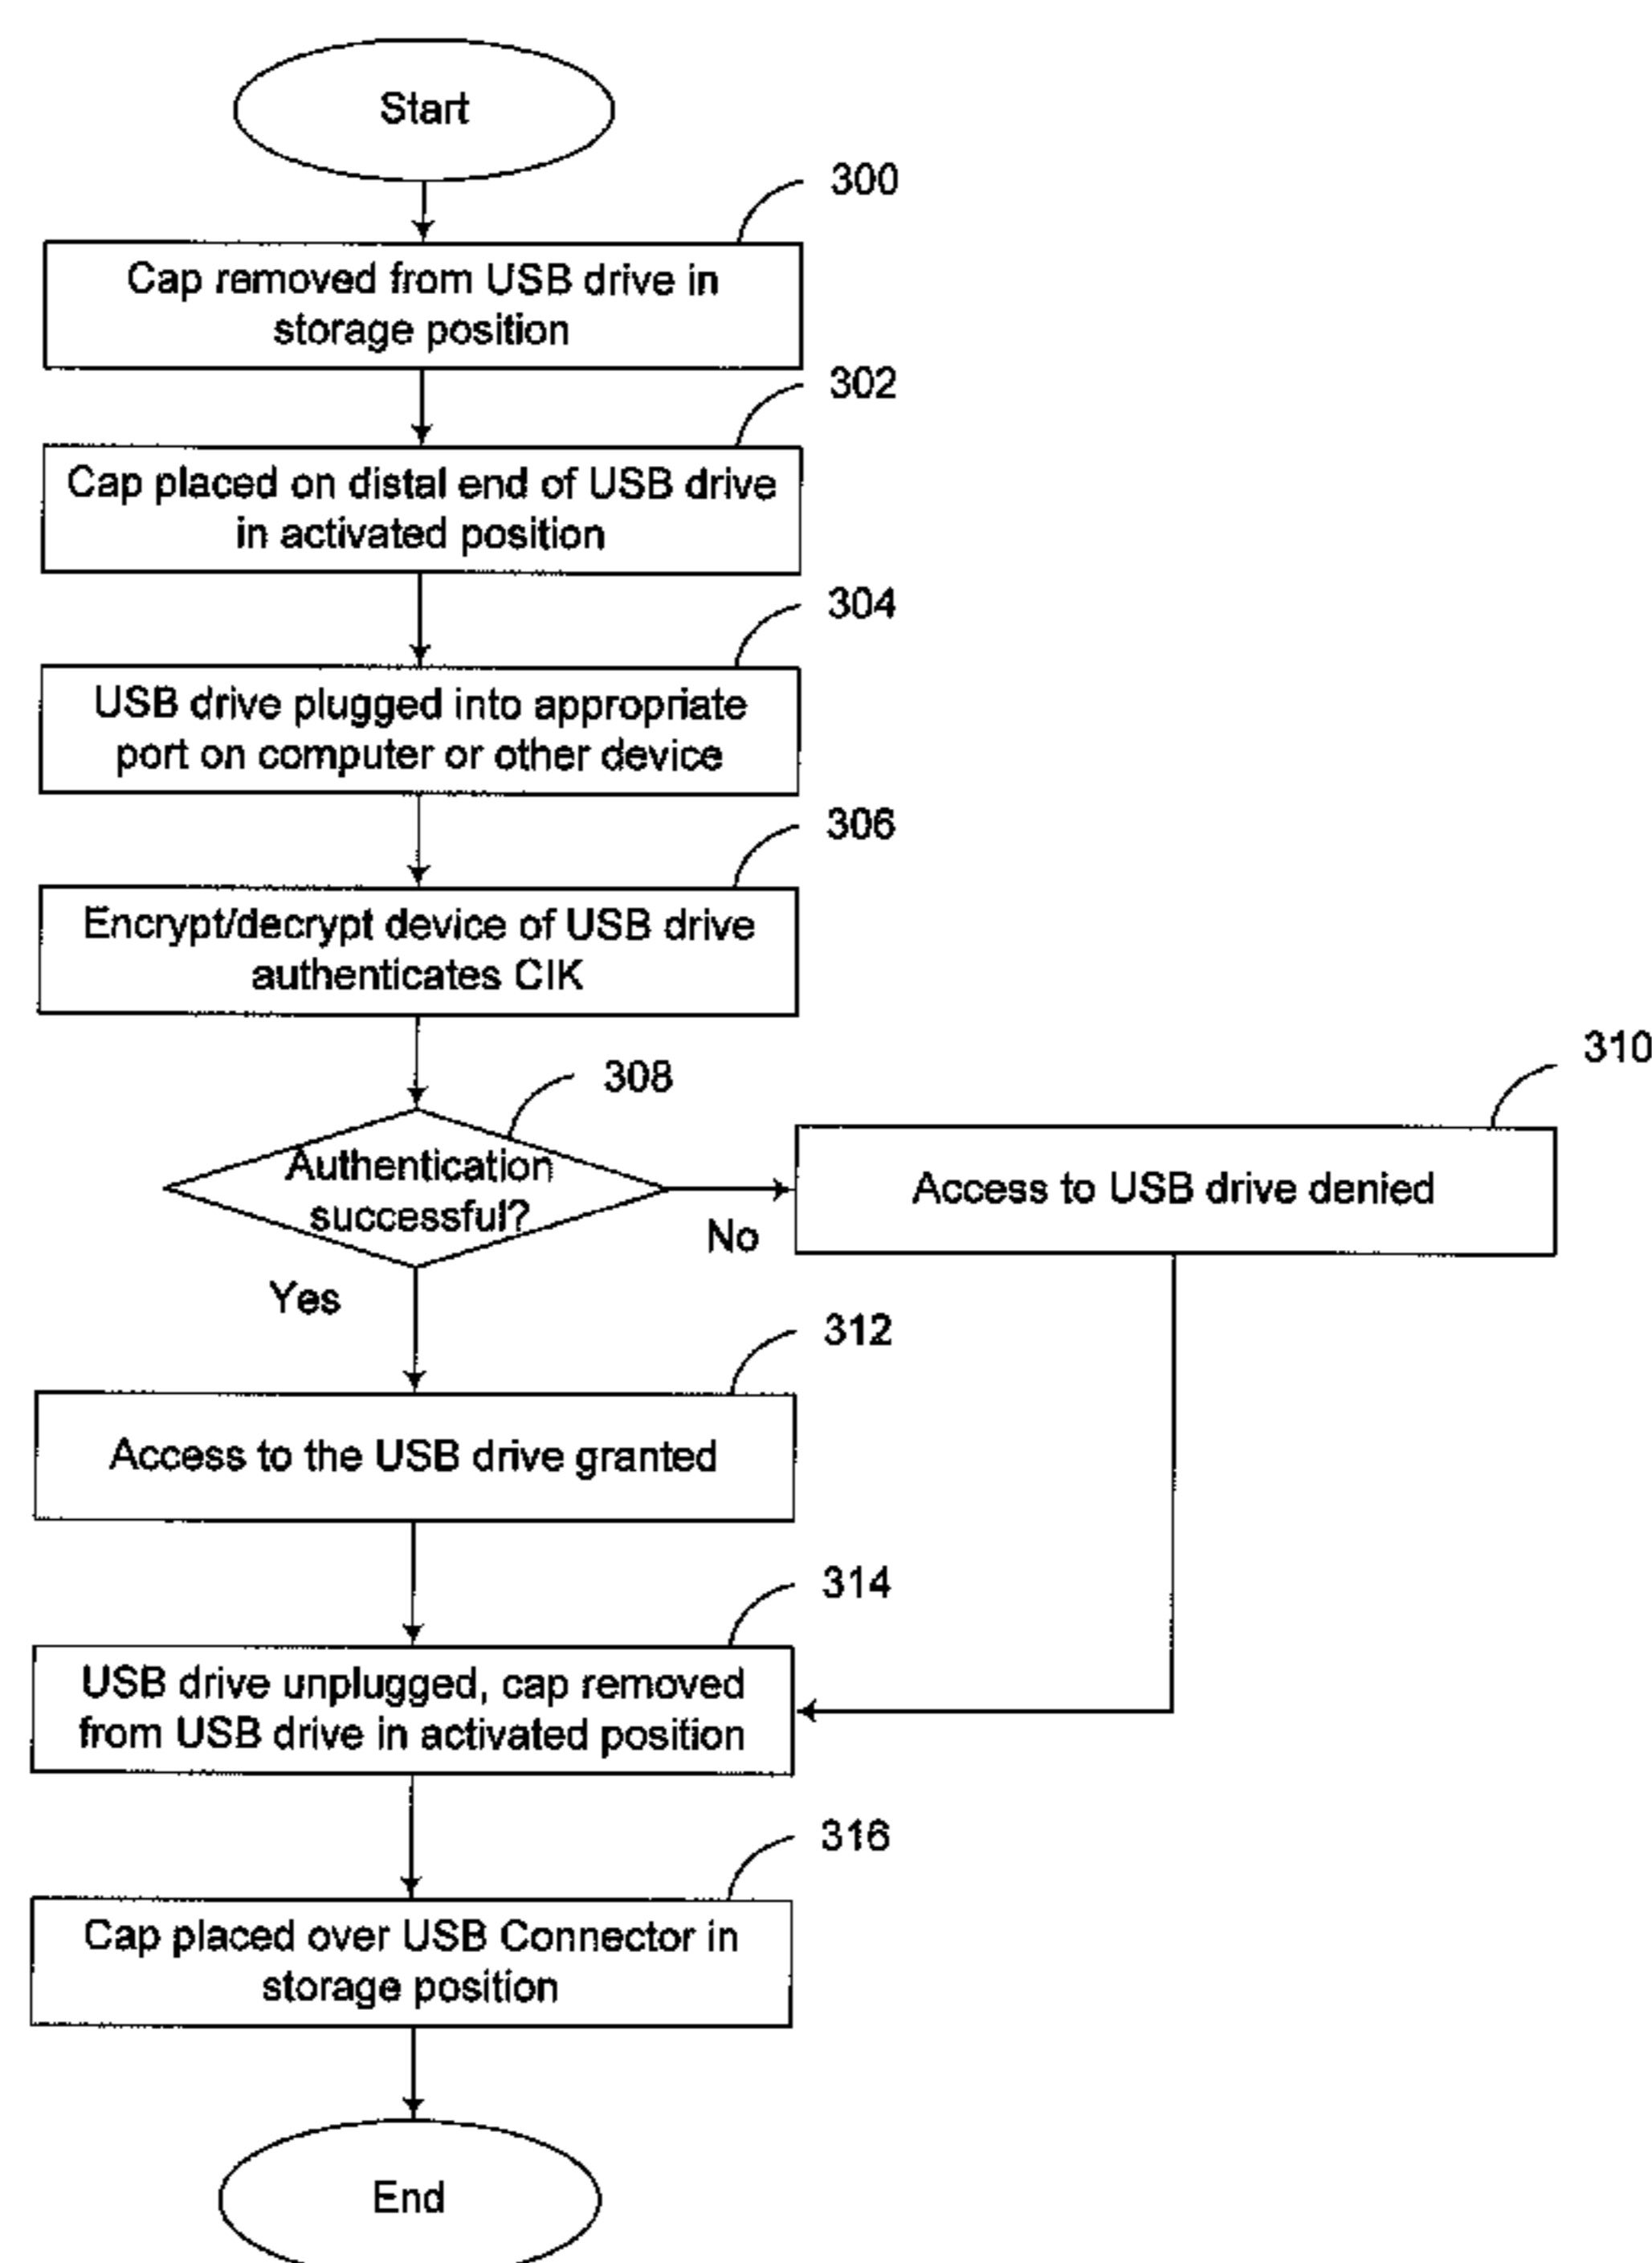 Start
300
Cap removed from USB drive in
storage position
302
Cap placed on distal end of USB drive
in activated position
304
USB drive plugged into appropriate
port on computer or other device
306
Encrypt/decrypt device of USB drive
authenticates CIK
308
Authentication
successful?
No
310
Access to USB drive denied
Yes
312
Access to the USB drive granted
314
USB drive unplugged, cap removed
from USB drive in activated position
316
Cap placed over USB Connector in
storage position
End